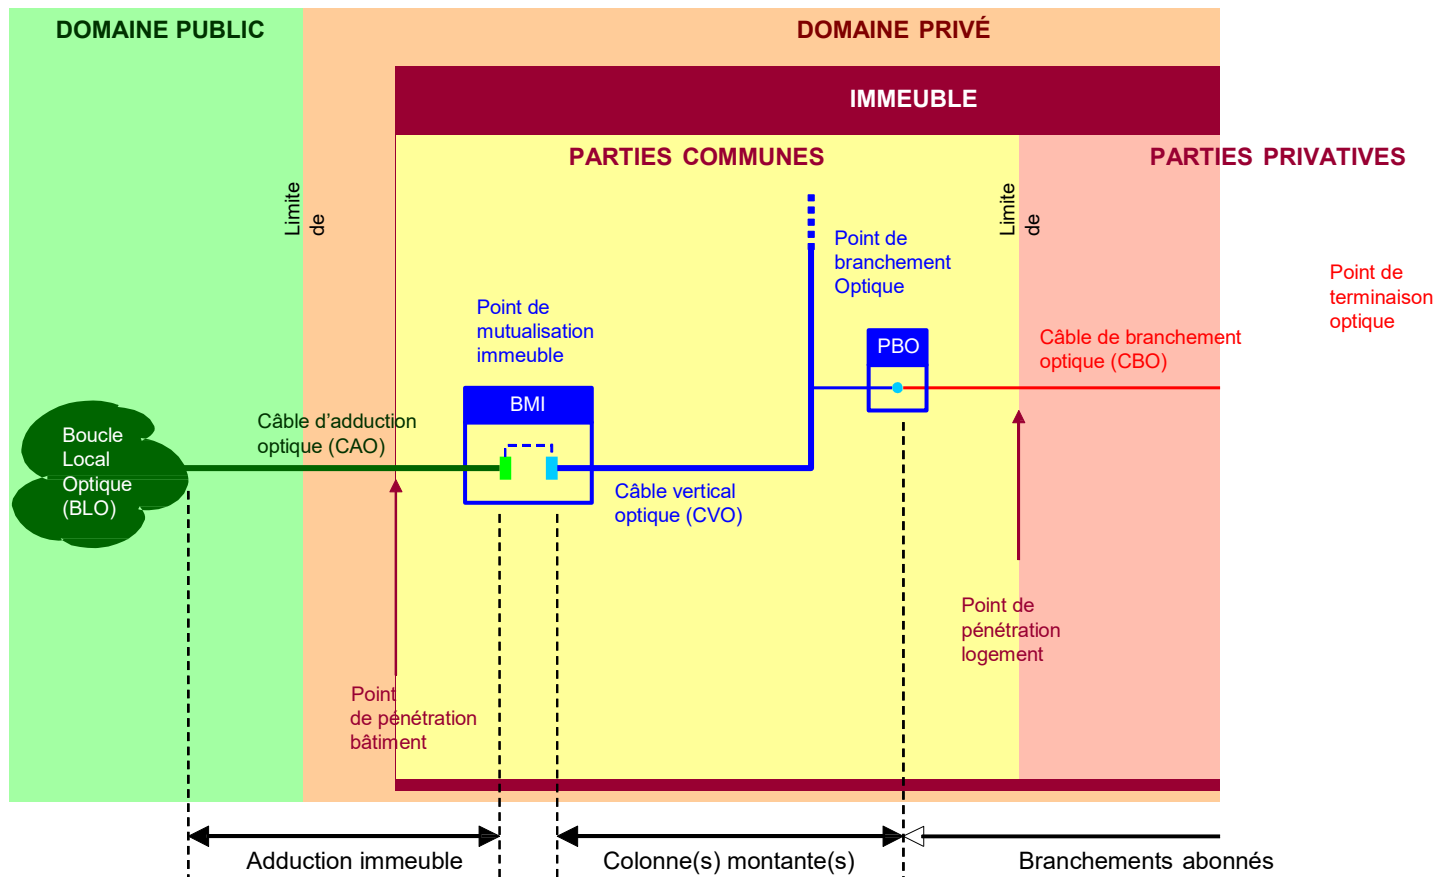 DOMAINE PUBLIC
DOMAINE PRIVÉ
IMMEUBLE
PARTIES COMMUNES
PARTIES PRIVATIVES
Limite
de
Limite
de
Point de
branchement
Optique
Point de
terminaison
optique
Point de
mutualisation
immeuble
PBO
Câble de branchement
optique (CBO)
BMI
Câble d’adduction
optique (CAO)
Boucle
Local
Optique
(BLO)
Câble vertical
optique (CVO)
Point de
pénétration
logement
Point
de pénétration
bâtiment
Adduction immeuble
Colonne(s) montante(s)
Branchements abonnés